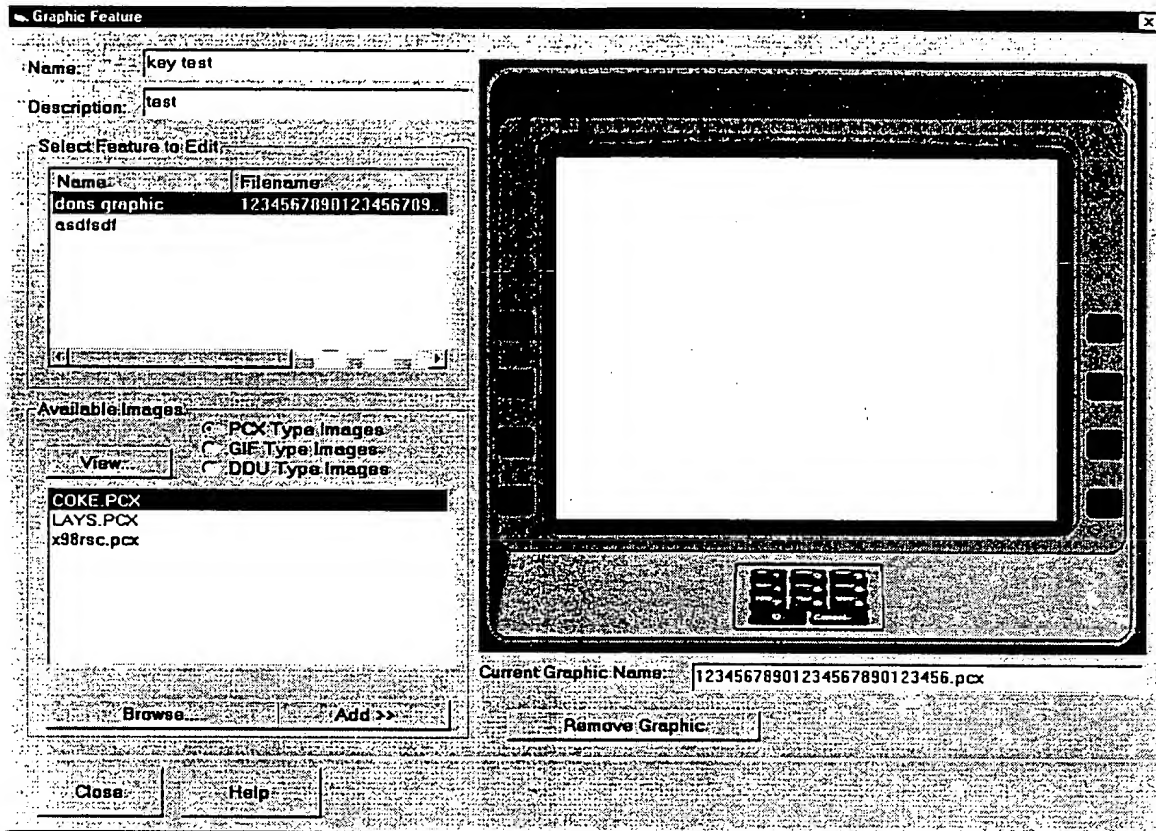 Graphic Feature
Name: key test
Description: test
Select Feature to Edit
Name Filename
dons graphic 1234567890123456789..
asdfsdf
Available Images
PCX Type Images
GIF Type Images
DDU Type Images
View...
COKE.PCX
LAYS.PCX
x98rsc.pcx
Browse... Add >>
Current Graphic Name: 12345678901234567890123456.pcx
Remove Graphic
Close Help